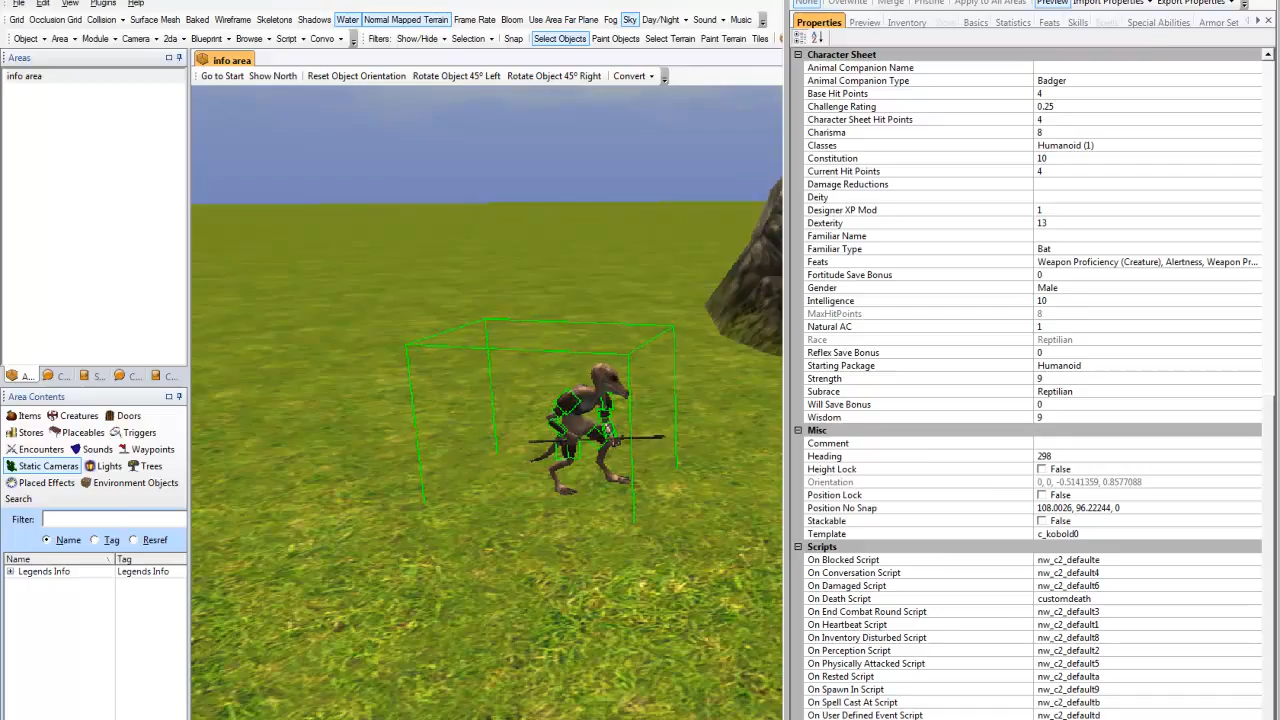 File Edit View Plugins Help
Grid Occlusion Grid Collision Surface Mesh Baked Wireframe Skeletons Shadows Water Normal Mapped Terrain Frame Rate Bloom Use Area Far Plane Fog Sky Day/Night Sound Music
Object Area Module 2da Blueprint Browse Script Convo Filters: Show/Hide Selection Select Objects Paint Objects Select Terrain Paint Terrain Tiles
None Overwrite Merge Pristine Apply to All Areas Preview Import Properties Export Properties
Properties Preview Inventory Basics Statistics Feats Skills Special Abilities Armor Set
Areas
info area
info area
Go to Start Show North Reset Object Orientation Rotate Object 45º Left Rotate Object 45º Right Convert
A... C... S... C... C...
Area Contents
Items Creatures Doors
Stores Placeables Triggers
Encounters Sounds Waypoints
Static Cameras Lights Trees
Placed Effects Environment Objects
Search
Filter:
Name Tag Resref
Name Tag
Legends Info Legends Info
Character Sheet
Animal Companion Name
Animal Companion Type Badger
Base Hit Points 4
Challenge Rating 0.25
Character Sheet Hit Points 4
Charisma 8
Classes Humanoid (1)
Constitution 10
Current Hit Points 4
Damage Reductions
Deity
Designer XP Mod 1
Dexterity 13
Familiar Name
Familiar Type Bat
Feats Weapon Proficiency (Creature), Alertness, Weapon Pr...
Fortitude Save Bonus 0
Gender Male
Intelligence 10
MaxHitPoints 8
Natural AC 1
Race Reptilian
Reflex Save Bonus 0
Starting Package Humanoid
Strength 9
Subrace Reptilian
Will Save Bonus 0
Wisdom 9
Misc
Comment
Heading 298
Height Lock False
Orientation 0, 0, -0.5141359, 0.8577088
Position Lock False
Position No Snap 108.0026, 96.22244, 0
Stackable False
Template c_kobold0
Scripts
On Blocked Script nw_c2_defaulte
On Conversation Script nw_c2_default4
On Damaged Script nw_c2_default6
On Death Script customdeath
On End Combat Round Script nw_c2_default3
On Heartbeat Script nw_c2_default1
On Inventory Disturbed Script nw_c2_default8
On Perception Script nw_c2_default2
On Physically Attacked Script nw_c2_default5
On Rested Script nw_c2_defaulta
On Spawn In Script nw_c2_default9
On Spell Cast At Script nw_c2_defaultb
On User Defined Event Script nw_c2_defaultd